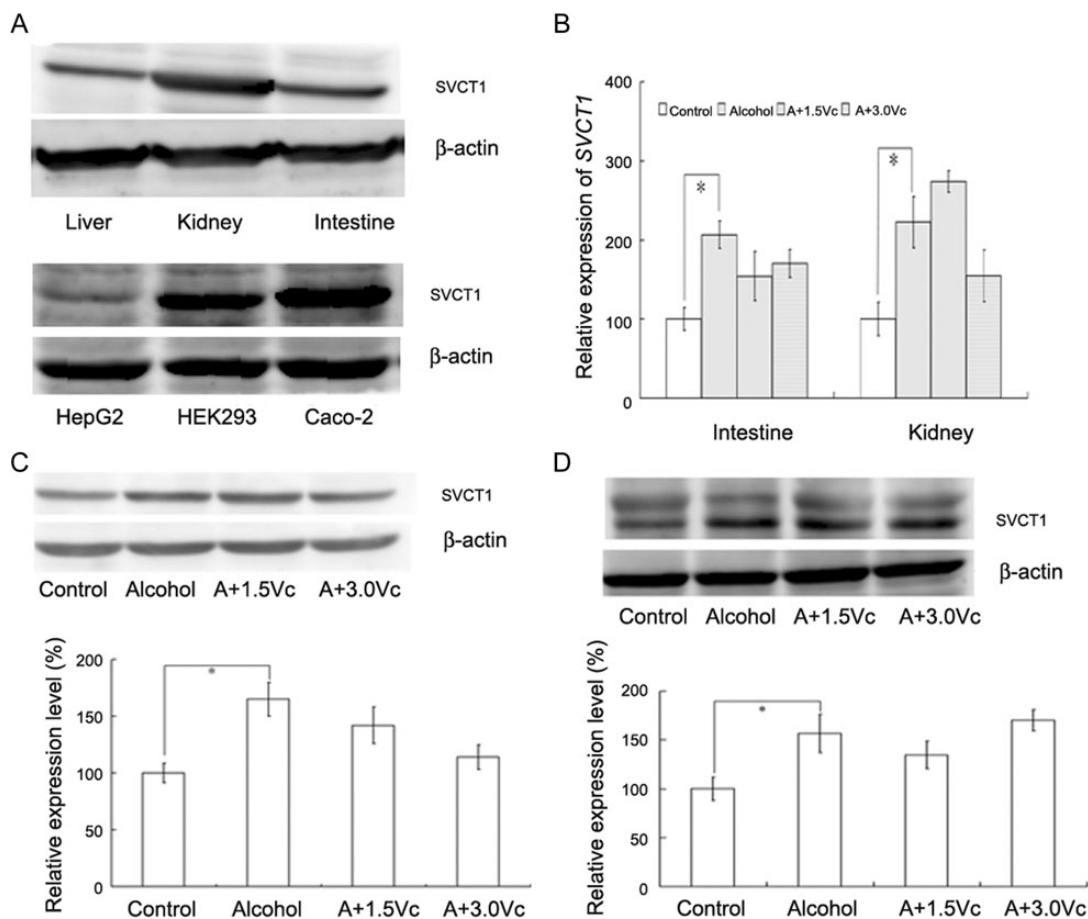 A
SVCT1
β-actin
Liver Kidney Intestine
SVCT1
β-actin
HepG2 HEK293 Caco-2
B
Relative expression of SVCT1
400
300
200
100
0
Control Alcohol A+1.5Vc A+3.0Vc
*
*
Intestine Kidney
C
SVCT1
β-actin
Control Alcohol A+1.5Vc A+3.0Vc
Relative expression level (%)
200
150
100
50
0
*
Control Alcohol A+1.5Vc A+3.0Vc
D
SVCT1
β-actin
Control Alcohol A+1.5Vc A+3.0Vc
Relative expression level (%)
200
150
100
50
0
*
Control Alcohol A+1.5Vc A+3.0Vc